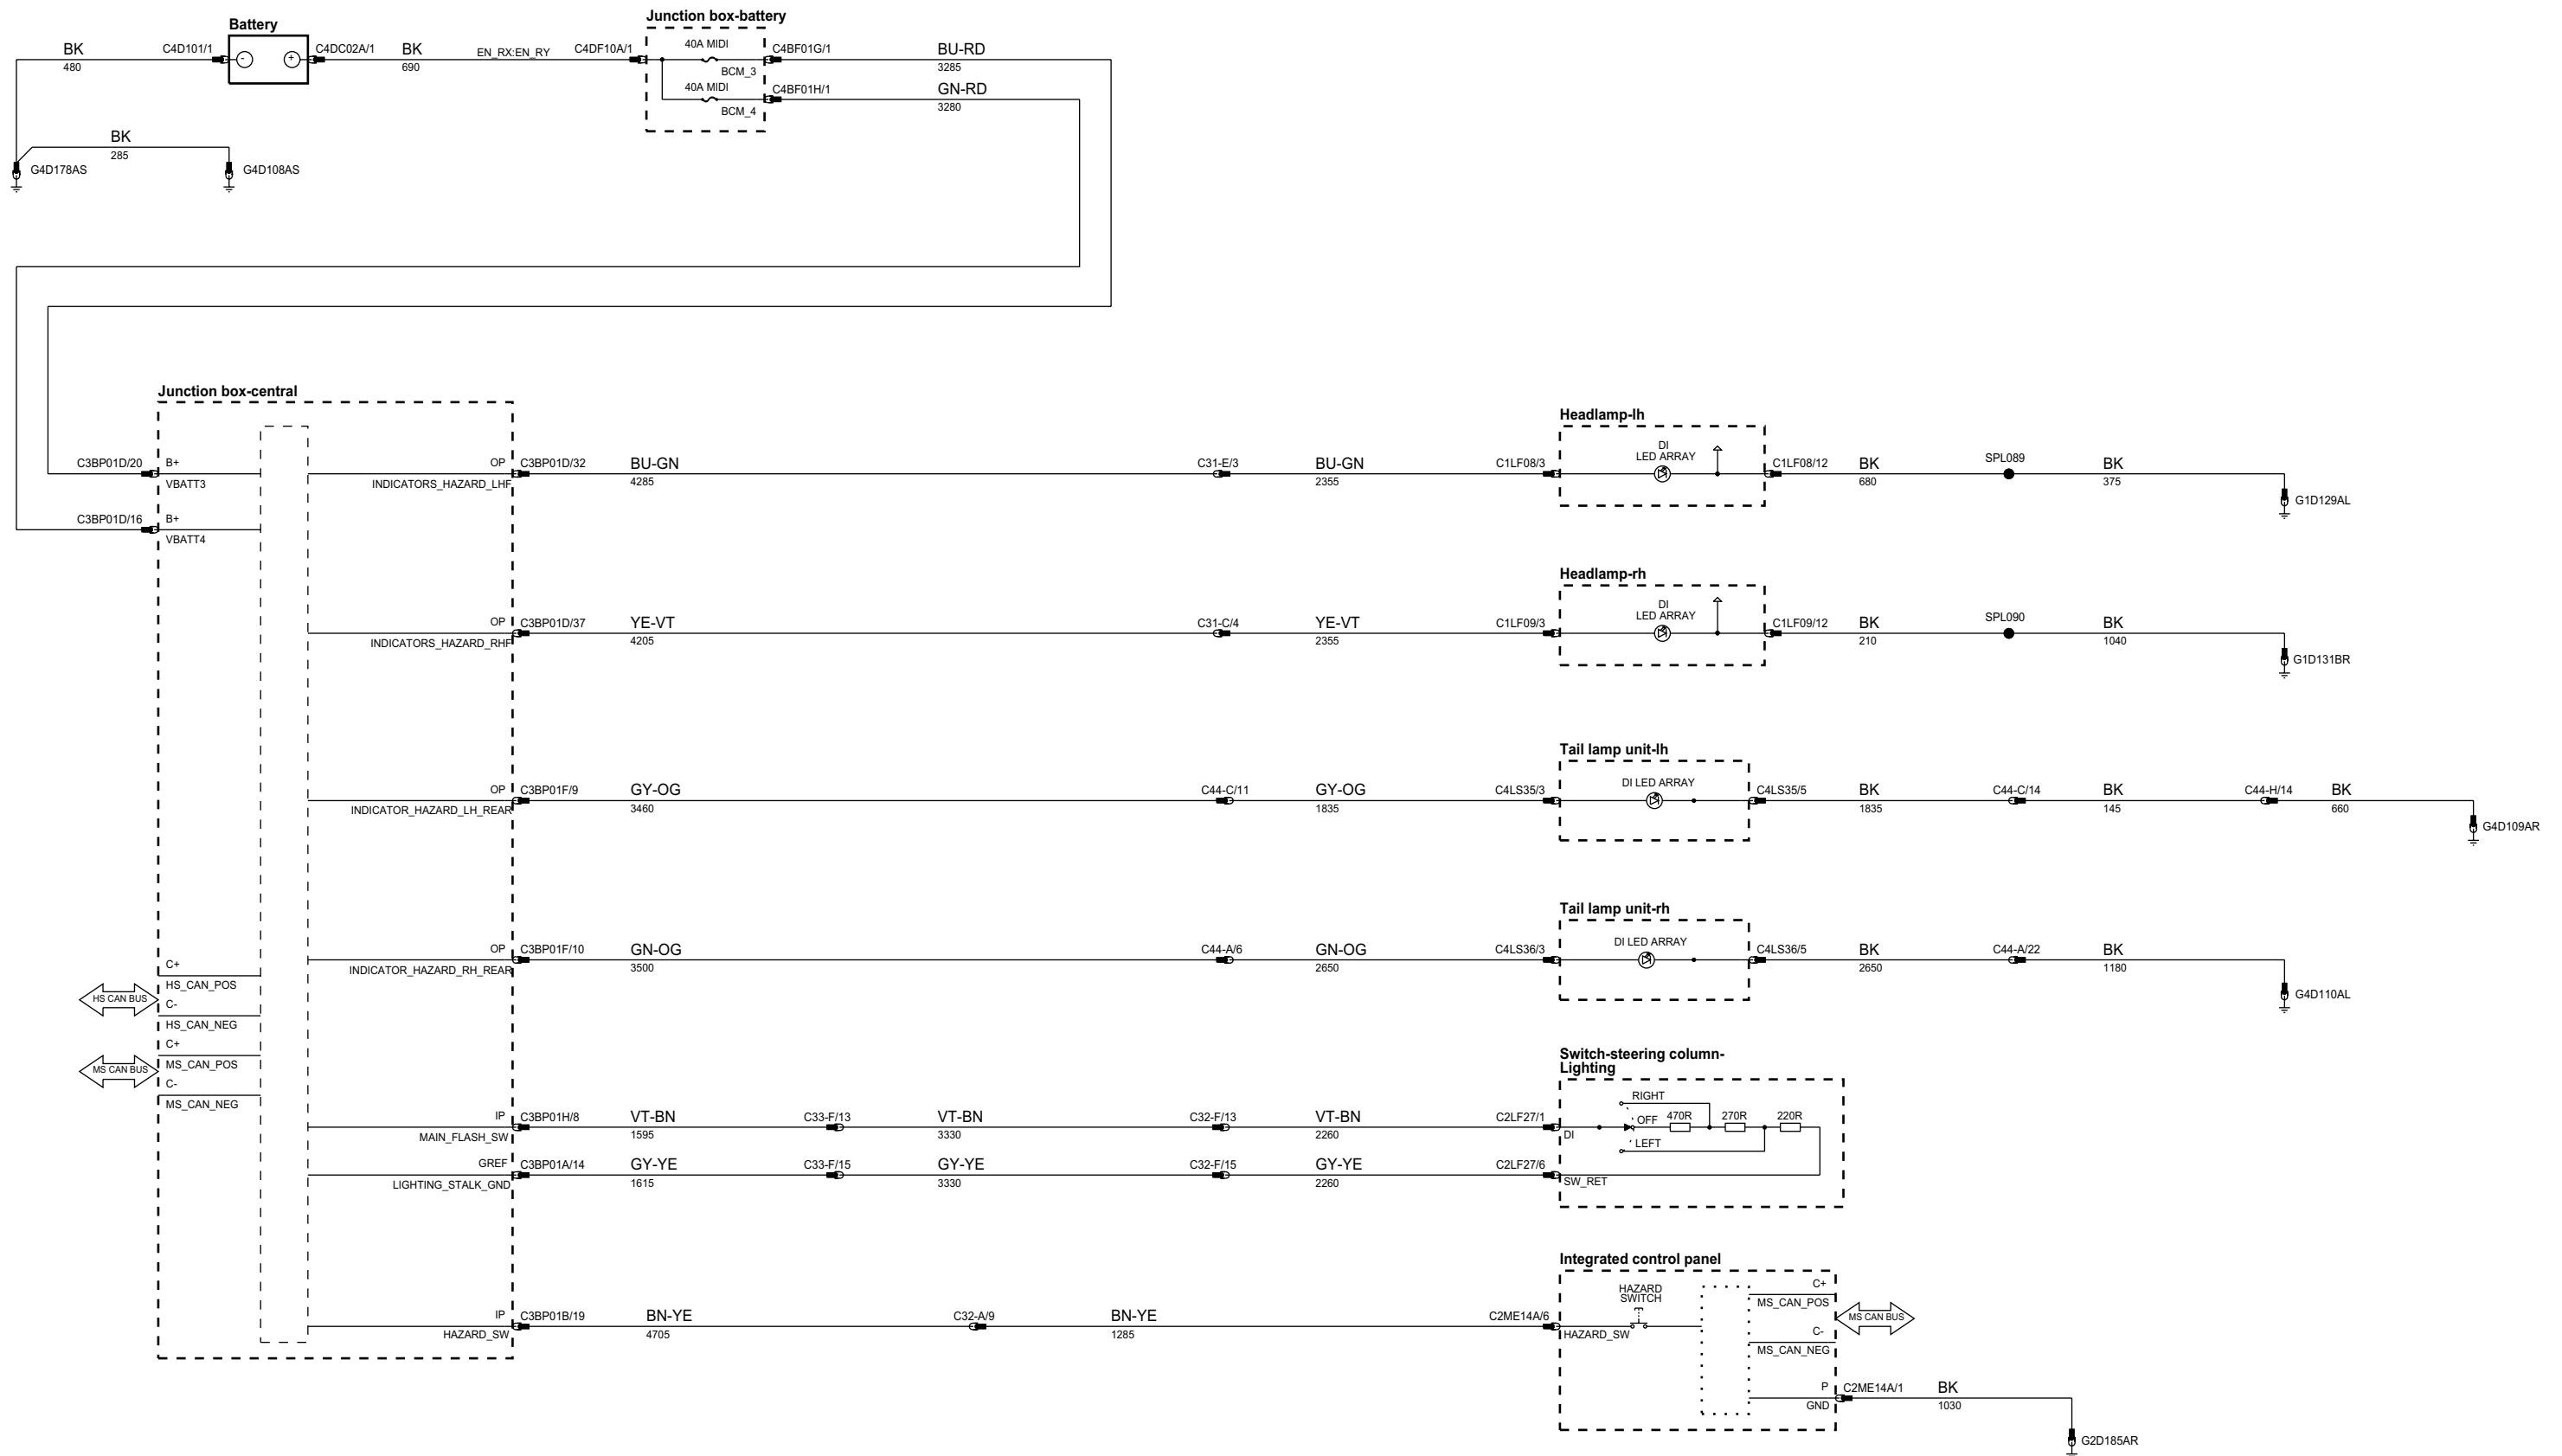 Battery
Junction box-battery
BK
480
C4D101/1
-
+
C4DC02A/1
BK
690
EN_RX:EN_RY
C4DF10A/1
40A MIDI
BCM_3
C4BF01G/1
BU-RD
3285
40A MIDI
BCM_4
C4BF01H/1
GN-RD
3280
BK
285
G4D178AS
G4D108AS
Junction box-central
C3BP01D/20
B+
VBATT3
C3BP01D/16
B+
VBATT4
OP
INDICATORS_HAZARD_LHF
C3BP01D/32
BU-GN
4285
C31-E/3
BU-GN
2355
C1LF08/3
Headlamp-lh
DI
LED ARRAY
C1LF08/12
BK
680
SPL089
BK
375
G1D129AL
OP
INDICATORS_HAZARD_RHF
C3BP01D/37
YE-VT
4205
C31-C/4
YE-VT
2355
C1LF09/3
Headlamp-rh
DI
LED ARRAY
C1LF09/12
BK
210
SPL090
BK
1040
G1D131BR
OP
INDICATOR_HAZARD_LH_REAR
C3BP01F/9
GY-OG
3460
C44-C/11
GY-OG
1835
C4LS35/3
Tail lamp unit-lh
DI LED ARRAY
C4LS35/5
BK
1835
C44-C/14
BK
145
C44-H/14
BK
660
G4D109AR
OP
INDICATOR_HAZARD_RH_REAR
C3BP01F/10
GN-OG
3500
C44-A/6
GN-OG
2650
C4LS36/3
Tail lamp unit-rh
DI LED ARRAY
C4LS36/5
BK
2650
C44-A/22
BK
1180
G4D110AL
HS CAN BUS
C+
HS_CAN_POS
C-
HS_CAN_NEG
MS CAN BUS
C+
MS_CAN_POS
C-
MS_CAN_NEG
IP
MAIN_FLASH_SW
C3BP01H/8
VT-BN
1595
C33-F/13
VT-BN
3330
C32-F/13
VT-BN
2260
C2LF27/1
Switch-steering column-
Lighting
DI
RIGHT
OFF
LEFT
470R
270R
220R
GREF
LIGHTING_STALK_GND
C3BP01A/14
GY-YE
1615
C33-F/15
GY-YE
3330
C32-F/15
GY-YE
2260
C2LF27/6
SW_RET
IP
HAZARD_SW
C3BP01B/19
BN-YE
4705
C32-A/9
BN-YE
1285
C2ME14A/6
Integrated control panel
HAZARD
SWITCH
HAZARD_SW
C+
MS_CAN_POS
C-
MS_CAN_NEG
MS CAN BUS
P
GND
C2ME14A/1
BK
1030
G2D185AR